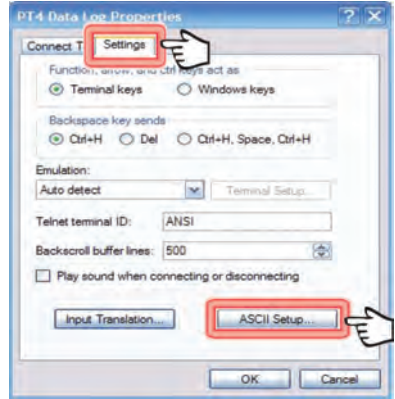 PT4 Data Log Properties
Connect T Settings
Function, arrow, and ctrl keys act as
Terminal keys Windows keys
Backspace key sends
Ctrl+H Del Ctrl+H, Space, Ctrl+H
Emulation:
Auto detect Terminal Setup...
Telnet terminal ID: ANSI
Backscroll buffer lines: 500
Play sound when connecting or disconnecting
Input Translation... ASCII Setup...
OK Cancel